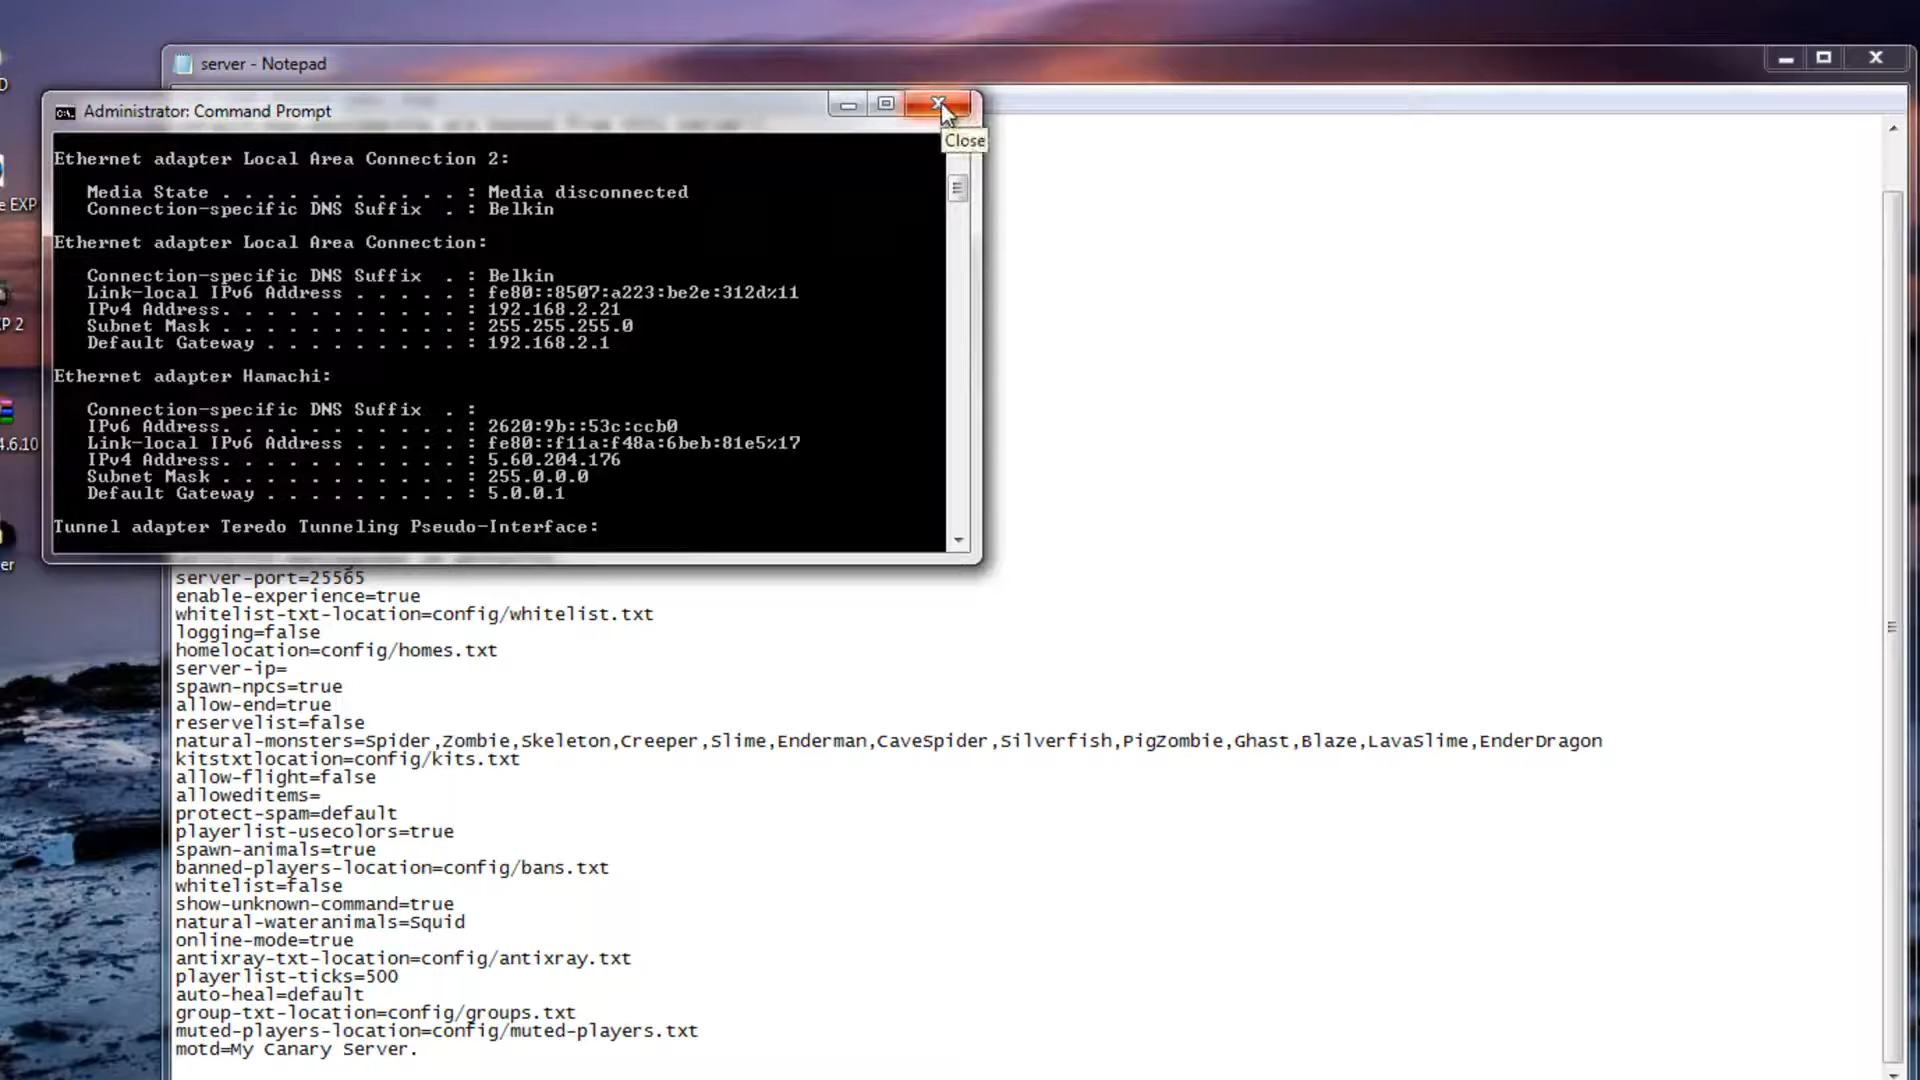 server - Notepad
Administrator: Command Prompt
Close
Ethernet adapter Local Area Connection 2:
Media State . . . . . . . . . . . : Media disconnected
Connection-specific DNS Suffix  . : Belkin
Ethernet adapter Local Area Connection:
Connection-specific DNS Suffix  . : Belkin
Link-local IPv6 Address . . . . . : fe80::8507:a223:be2e:312d%11
IPv4 Address. . . . . . . . . . . : 192.168.2.21
Subnet Mask . . . . . . . . . . . : 255.255.255.0
Default Gateway . . . . . . . . . : 192.168.2.1
Ethernet adapter Hamachi:
Connection-specific DNS Suffix  . :
IPv6 Address. . . . . . . . . . . : 2620:9b::53c:ccb0
Link-local IPv6 Address . . . . . : fe80::f11a:f48a:6beb:81e5%17
IPv4 Address. . . . . . . . . . . : 5.60.204.176
Subnet Mask . . . . . . . . . . . : 255.0.0.0
Default Gateway . . . . . . . . . : 5.0.0.1
Tunnel adapter Teredo Tunneling Pseudo-Interface:
server-port=25565
enable-experience=true
whitelist-txt-location=config/whitelist.txt
logging=false
homelocation=config/homes.txt
server-ip=
spawn-npcs=true
allow-end=true
reservelist=false
natural-monsters=Spider,Zombie,Skeleton,Creeper,Slime,Enderman,CaveSpider,Silverfish,PigZombie,Ghast,Blaze,LavaSlime,EnderDragon
kitstxtlocation=config/kits.txt
allow-flight=false
alloweditems=
protect-spam=default
playerlist-usecolors=true
spawn-animals=true
banned-players-location=config/bans.txt
whitelist=false
show-unknown-command=true
natural-wateranimals=Squid
online-mode=true
antixray-txt-location=config/antixray.txt
playerlist-ticks=500
auto-heal=default
group-txt-location=config/groups.txt
muted-players-location=config/muted-players.txt
motd=My Canary Server.
D
e EXP
P 2
4.6.10
er